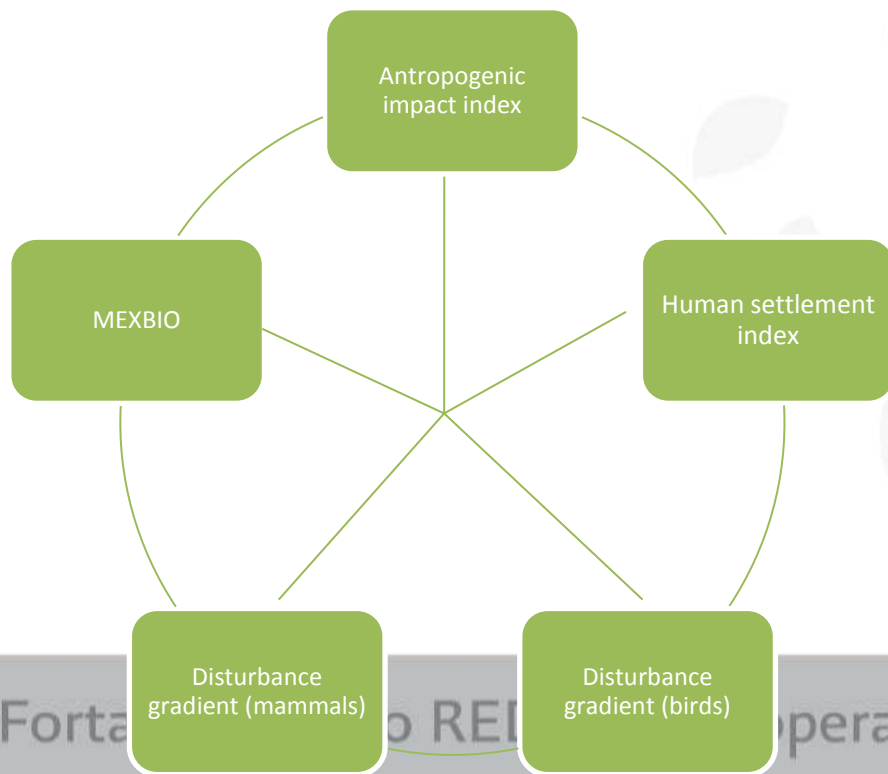 Antropogenic
impact index
MEXBIO
Human settlement
index
Disturbance
gradient (mammals)
Disturbance
gradient (birds)